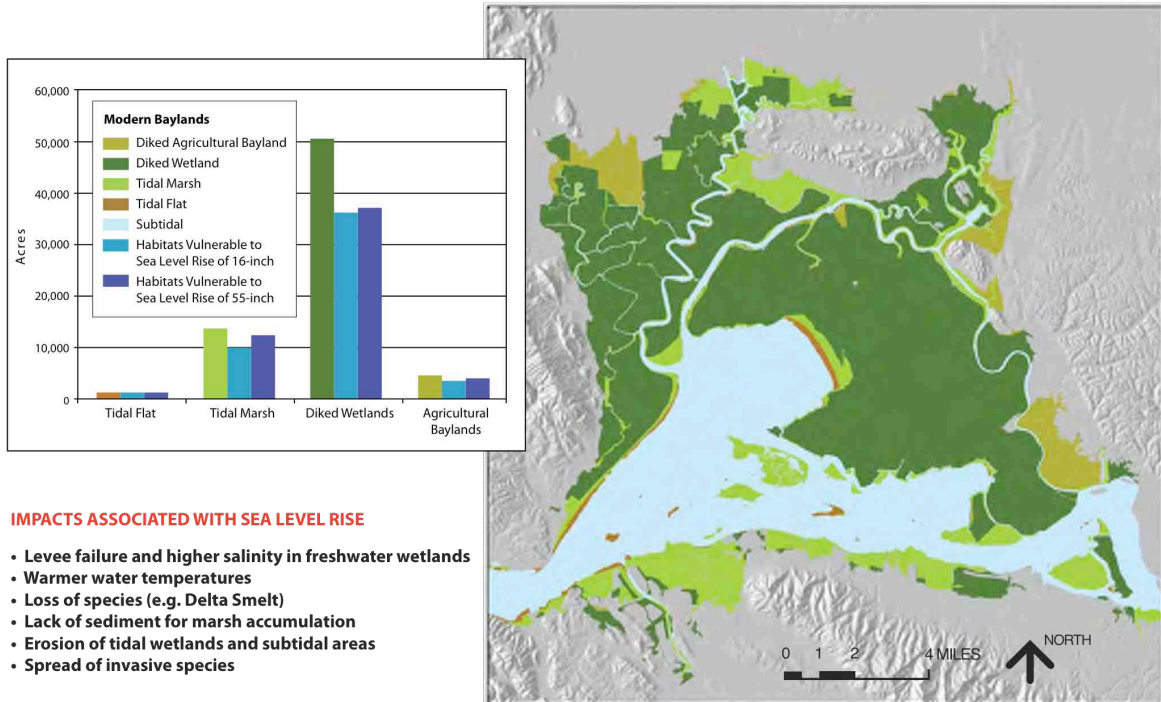 60,000
50,000
40,000
30,000
20,000
10,000
0
Acres
Modern Baylands
Diked Agricultural Bayland
Diked Wetland
Tidal Marsh
Tidal Flat
Subtidal
Habitats Vulnerable to
Sea Level Rise of 16-inch
Habitats Vulnerable to
Sea Level Rise of 55-inch
Tidal Flat
Tidal Marsh
Diked Wetlands
Agricultural
Baylands
IMPACTS ASSOCIATED WITH SEA LEVEL RISE
• Levee failure and higher salinity in freshwater wetlands
• Warmer water temperatures
• Loss of species (e.g. Delta Smelt)
• Lack of sediment for marsh accumulation
• Erosion of tidal wetlands and subtidal areas
• Spread of invasive species
0 1 2 4 MILES
NORTH